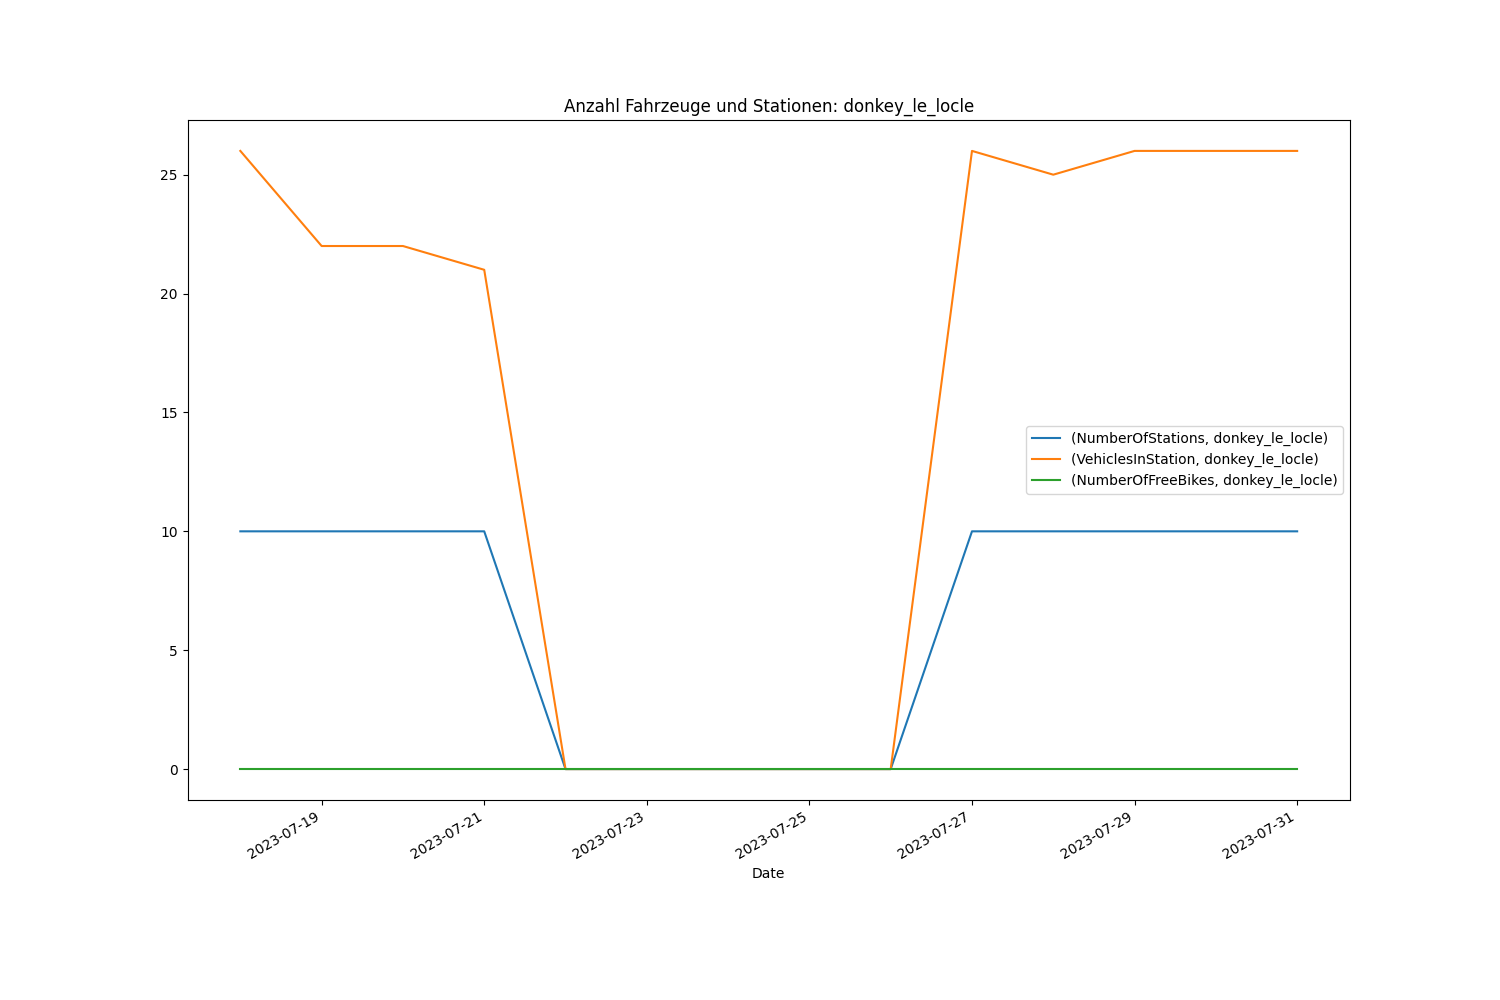 Anzahl Fahrzeuge und Stationen: donkey_le_locle
25
20
15
10
5
0
(NumberOfStations, donkey_le_locle)
(VehiclesInStation, donkey_le_locle)
(NumberOfFreeBikes, donkey_le_locle)
2023-07-19
2023-07-21
2023-07-23
2023-07-25
2023-07-27
2023-07-29
2023-07-31
Date